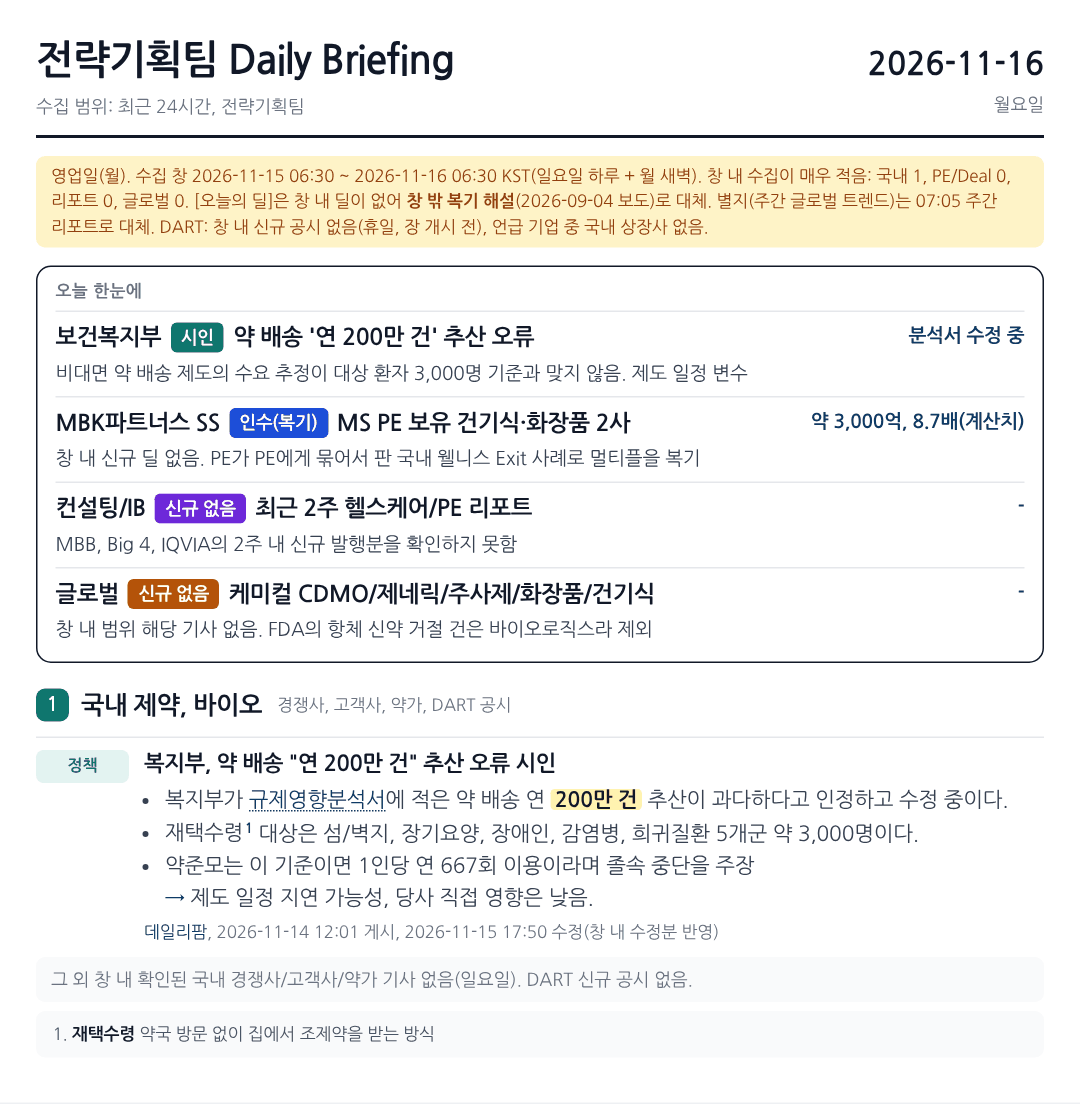 전략기획팀 Daily Briefing
2026-11-16
수집 범위: 최근 24시간, 전략기획팀
월요일
영업일(월). 수집 창 2026-11-15 06:30 ~ 2026-11-16 06:30 KST(일요일 하루 + 월 새벽). 창 내 수집이 매우 적음: 국내 1, PE/Deal 0,
리포트 0, 글로벌 0. [오늘의 딜]은 창 내 딜이 없어 창 밖 복기 해설(2026-09-04 보도)로 대체. 별지(주간 글로벌 트렌드)는 07:05 주간
리포트로 대체. DART: 창 내 신규 공시 없음(휴일, 장 개시 전), 언급 기업 중 국내 상장사 없음.
오늘 한눈에
보건복지부 시인 약 배송 '연 200만 건' 추산 오류 분석서 수정 중
비대면 약 배송 제도의 수요 추정이 대상 환자 3,000명 기준과 맞지 않음. 제도 일정 변수
MBK파트너스 SS 인수(복기) MS PE 보유 건기식·화장품 2사 약 3,000억, 8.7배(계산치)
창 내 신규 딜 없음. PE가 PE에게 묶어서 판 국내 웰니스 Exit 사례로 멀티플을 복기
컨설팅/IB 신규 없음 최근 2주 헬스케어/PE 리포트 -
MBB, Big 4, IQVIA의 2주 내 신규 발행분을 확인하지 못함
글로벌 신규 없음 케미컬 CDMO/제네릭/주사제/화장품/건기식 -
창 내 범위 해당 기사 없음. FDA의 항체 신약 거절 건은 바이오로직스라 제외
1 국내 제약, 바이오 경쟁사, 고객사, 약가, DART 공시
정책 복지부, 약 배송 "연 200만 건" 추산 오류 시인
• 복지부가 규제영향분석서에 적은 약 배송 연 200만 건 추산이 과다하다고 인정하고 수정 중이다.
• 재택수령¹ 대상은 섬/벽지, 장기요양, 장애인, 감염병, 희귀질환 5개군 약 3,000명이다.
• 약준모는 이 기준이면 1인당 연 667회 이용이라며 졸속 중단을 주장
→ 제도 일정 지연 가능성, 당사 직접 영향은 낮음.
데일리팜, 2026-11-14 12:01 게시, 2026-11-15 17:50 수정(창 내 수정분 반영)
그 외 창 내 확인된 국내 경쟁사/고객사/약가 기사 없음(일요일). DART 신규 공시 없음.
1. 재택수령 약국 방문 없이 집에서 조제약을 받는 방식